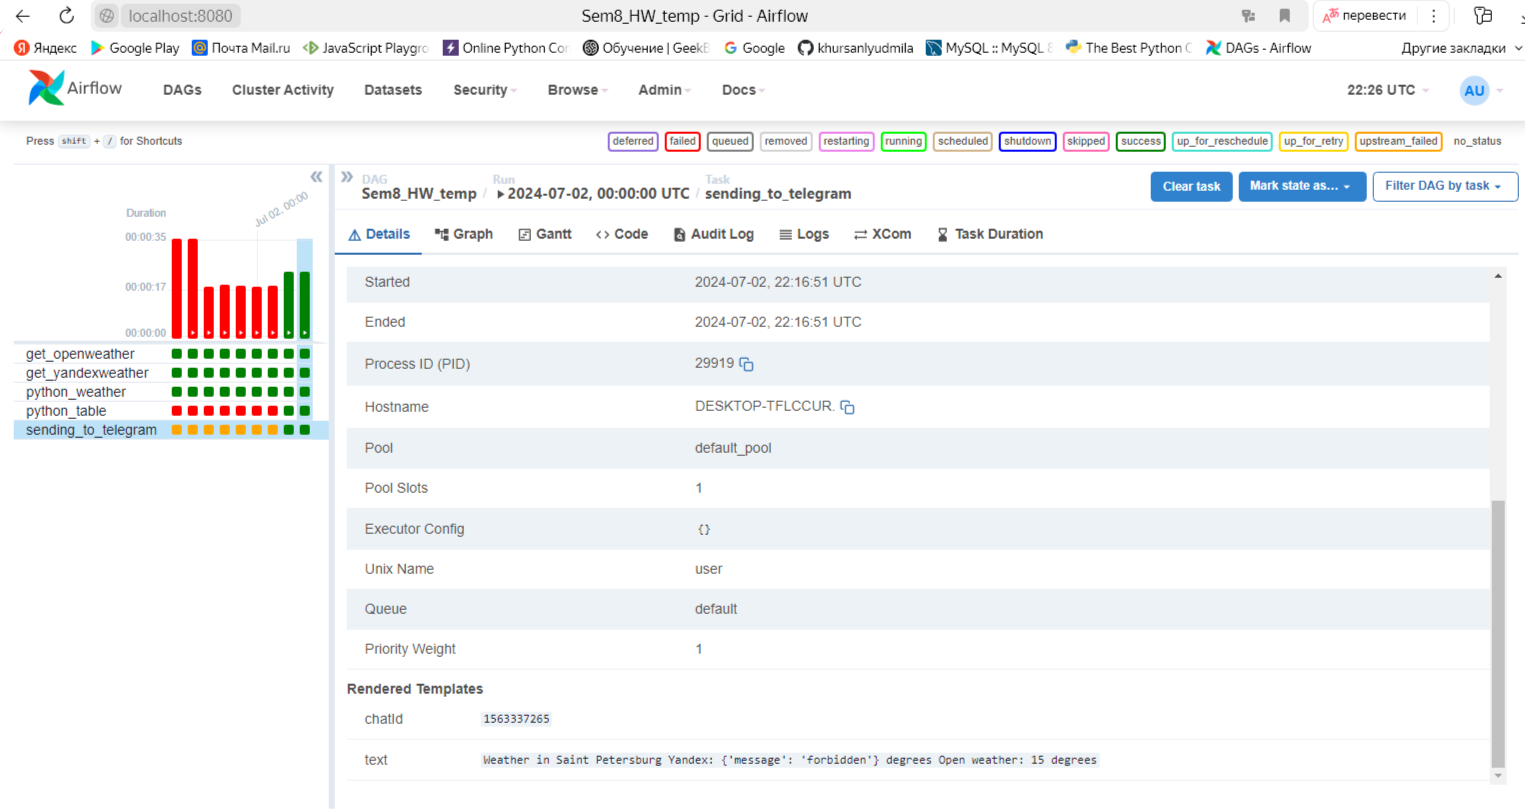 localhost:8080
Sem8_HW_temp - Grid - Airflow
перевести
Яндекс
Google Play
Почта Mail.ru
JavaScript Playgro
Online Python Con
Обучение | GeekB
Google
khursanlyudmila
MySQL :: MySQL 8
The Best Python C
DAGs - Airflow
Другие закладки
Airflow
DAGs
Cluster Activity
Datasets
Security
Browse
Admin
Docs
22:26 UTC
AU
Press shift + / for Shortcuts
deferred
failed
queued
removed
restarting
running
scheduled
shutdown
skipped
success
up_for_reschedule
up_for_retry
upstream_failed
no_status
Duration
Jul 02, 00:00
00:00:35
00:00:17
00:00:00
get_openweather
get_yandexweather
python_weather
python_table
sending_to_telegram
DAG
Sem8_HW_temp /
Run
2024-07-02, 00:00:00 UTC /
Task
sending_to_telegram
Clear task
Mark state as...
Filter DAG by task
Details
Graph
Gantt
Code
Audit Log
Logs
XCom
Task Duration
Started 2024-07-02, 22:16:51 UTC
Ended 2024-07-02, 22:16:51 UTC
Process ID (PID) 29919
Hostname DESKTOP-TFLCCUR.
Pool default_pool
Pool Slots 1
Executor Config {}
Unix Name user
Queue default
Priority Weight 1
Rendered Templates
chatId 1563337265
text Weather in Saint Petersburg Yandex: {'message': 'forbidden'} degrees Open weather: 15 degrees